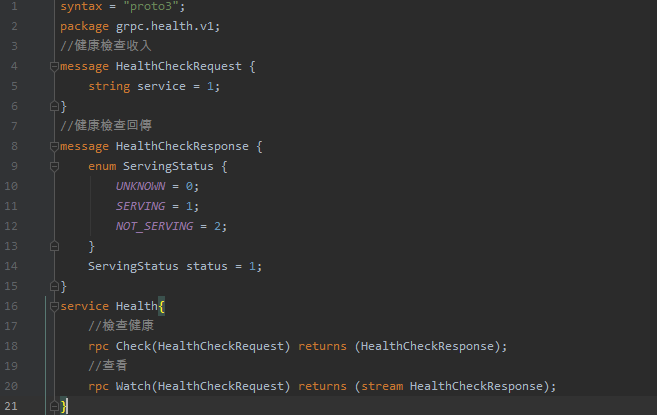 1 syntax = "proto3";
2 package grpc.health.v1;
3 //健康檢查收入
4 message HealthCheckRequest {
5     string service = 1;
6 }
7 //健康檢查回傳
8 message HealthCheckResponse {
9     enum ServingStatus {
10         UNKNOWN = 0;
11         SERVING = 1;
12         NOT_SERVING = 2;
13     }
14     ServingStatus status = 1;
15 }
16 service Health{
17     //檢查健康
18     rpc Check(HealthCheckRequest) returns (HealthCheckResponse);
19     //查看
20     rpc Watch(HealthCheckRequest) returns (stream HealthCheckResponse);
21 }